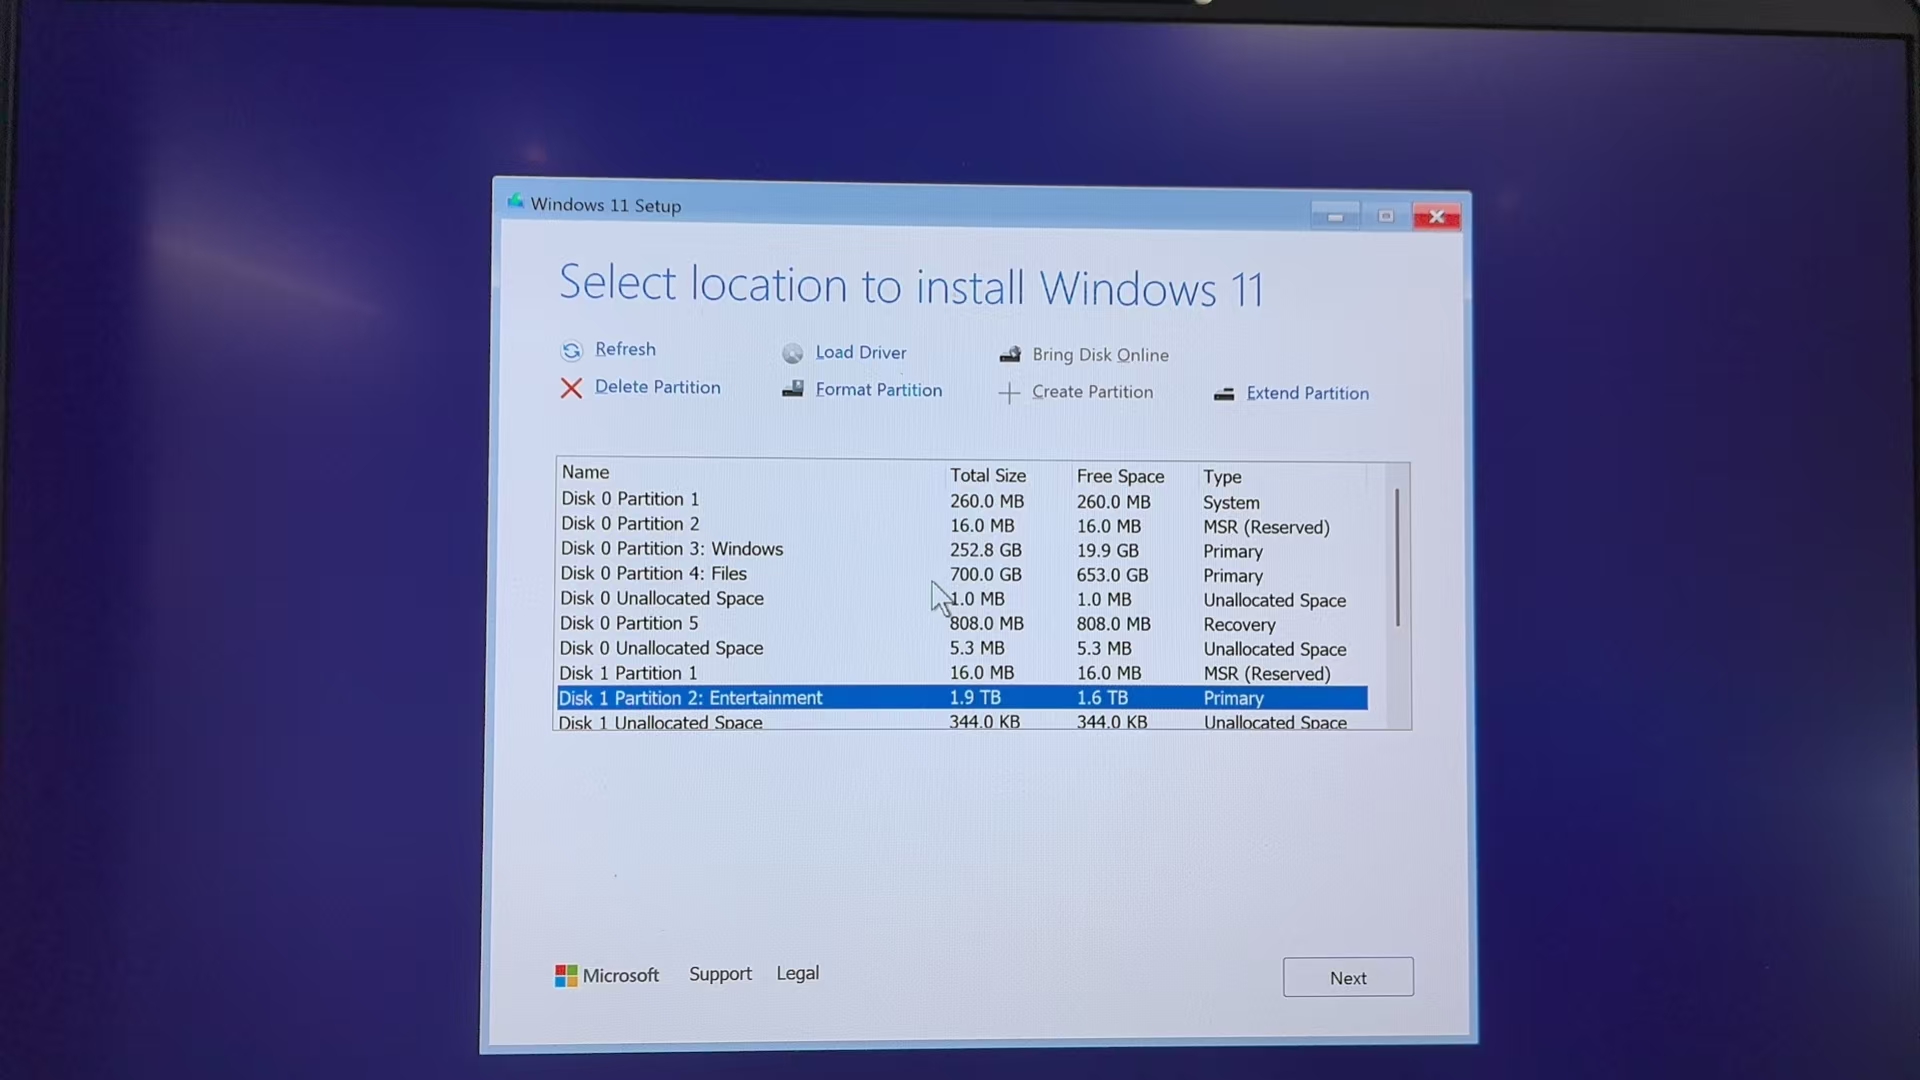 Windows 11 Setup
Select location to install Windows 11
Refresh Load Driver Bring Disk Online
Delete Partition Format Partition Create Partition Extend Partition
Name Total Size Free Space Type
Disk 0 Partition 1 260.0 MB 260.0 MB System
Disk 0 Partition 2 16.0 MB 16.0 MB MSR (Reserved)
Disk 0 Partition 3: Windows 252.8 GB 19.9 GB Primary
Disk 0 Partition 4: Files 700.0 GB 653.0 GB Primary
Disk 0 Unallocated Space 1.0 MB 1.0 MB Unallocated Space
Disk 0 Partition 5 808.0 MB 808.0 MB Recovery
Disk 0 Unallocated Space 5.3 MB 5.3 MB Unallocated Space
Disk 1 Partition 1 16.0 MB 16.0 MB MSR (Reserved)
Disk 1 Partition 2: Entertainment 1.9 TB 1.6 TB Primary
Disk 1 Unallocated Space 344.0 KB 344.0 KB Unallocated Space
Microsoft Support Legal Next